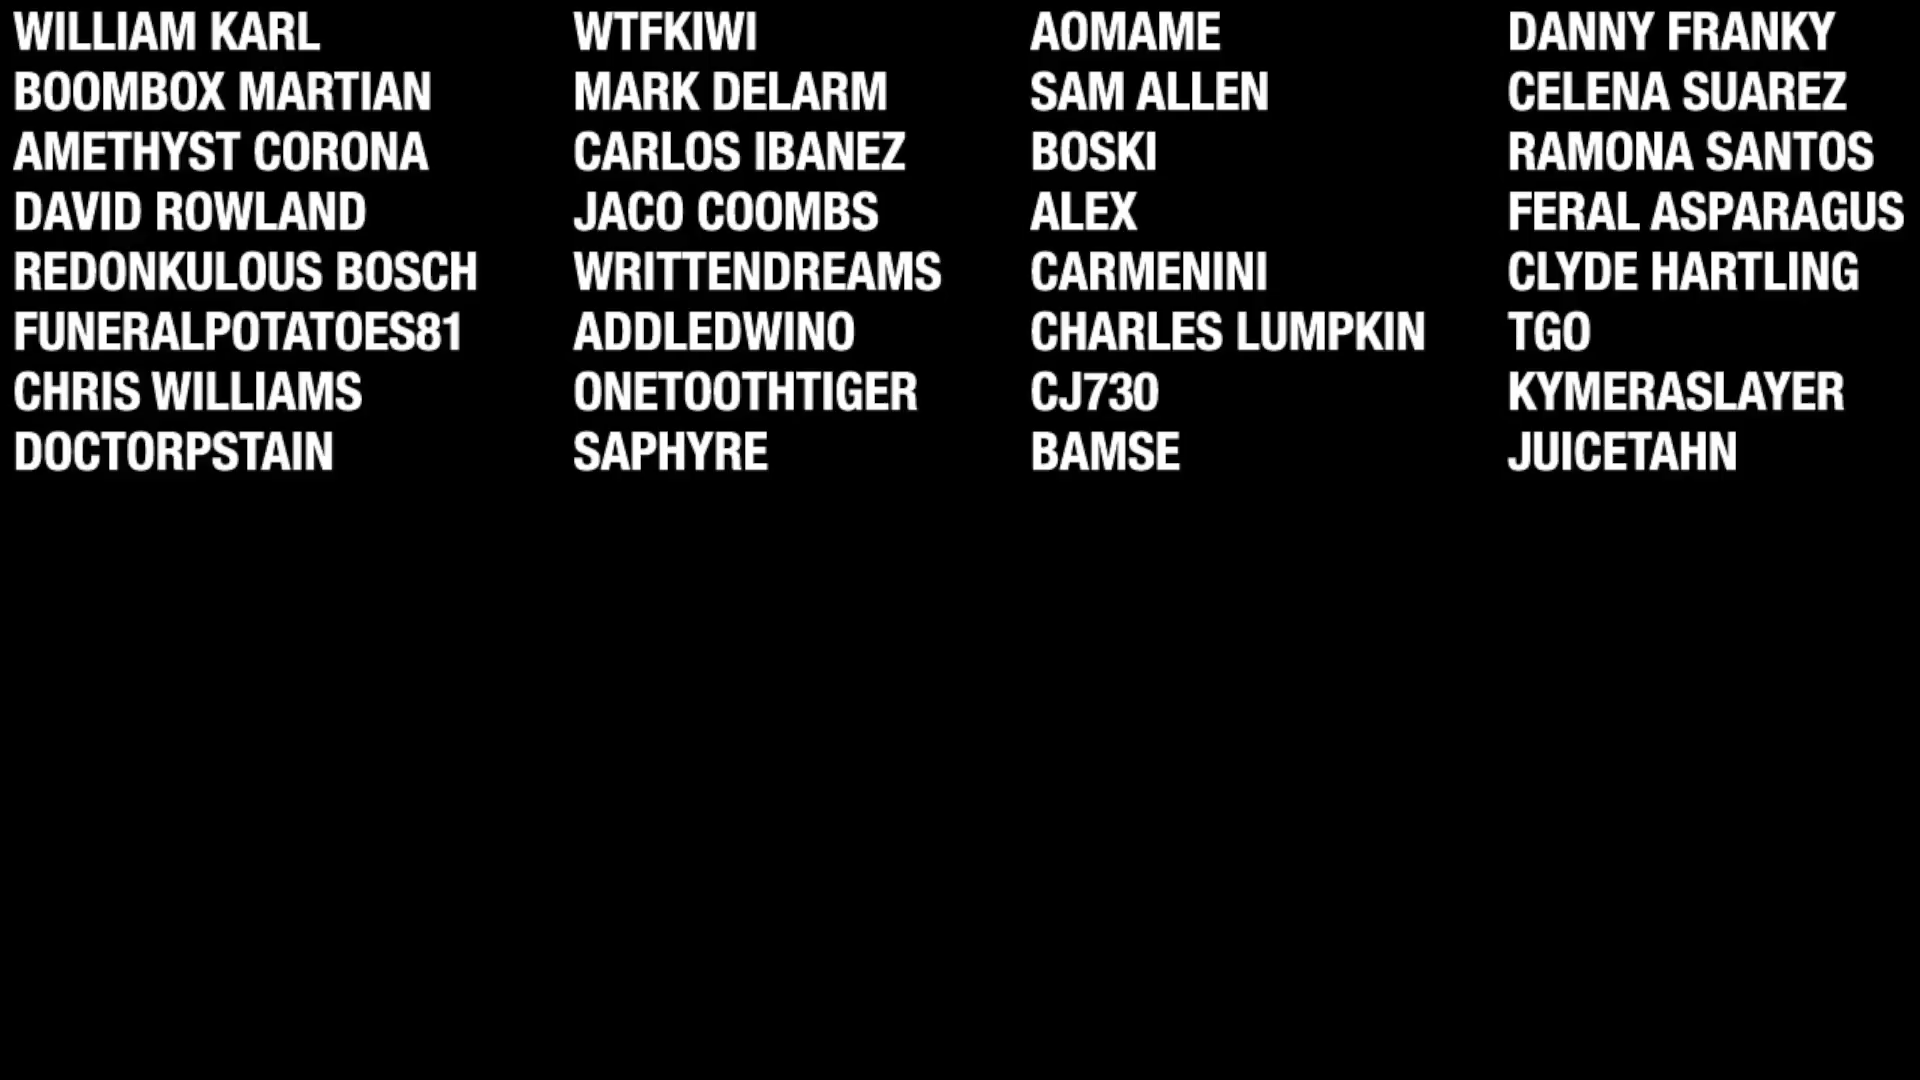 WILLIAM KARL
BOOMBOX MARTIAN
AMETHYST CORONA
DAVID ROWLAND
REDONKULOUS BOSCH
FUNERALPOTATOES81
CHRIS WILLIAMS
DOCTORPSTAIN
WTFKIWI
MARK DELARM
CARLOS IBANEZ
JACO COOMBS
WRITTENDREAMS
ADDLEDWINO
ONETOOTHTIGER
SAPHYRE
AOMAME
SAM ALLEN
BOSKI
ALEX
CARMENINI
CHARLES LUMPKIN
CJ730
BAMSE
DANNY FRANKY
CELENA SUAREZ
RAMONA SANTOS
FERAL ASPARAGUS
CLYDE HARTLING
TGO
KYMERASLAYER
JUICETAHN